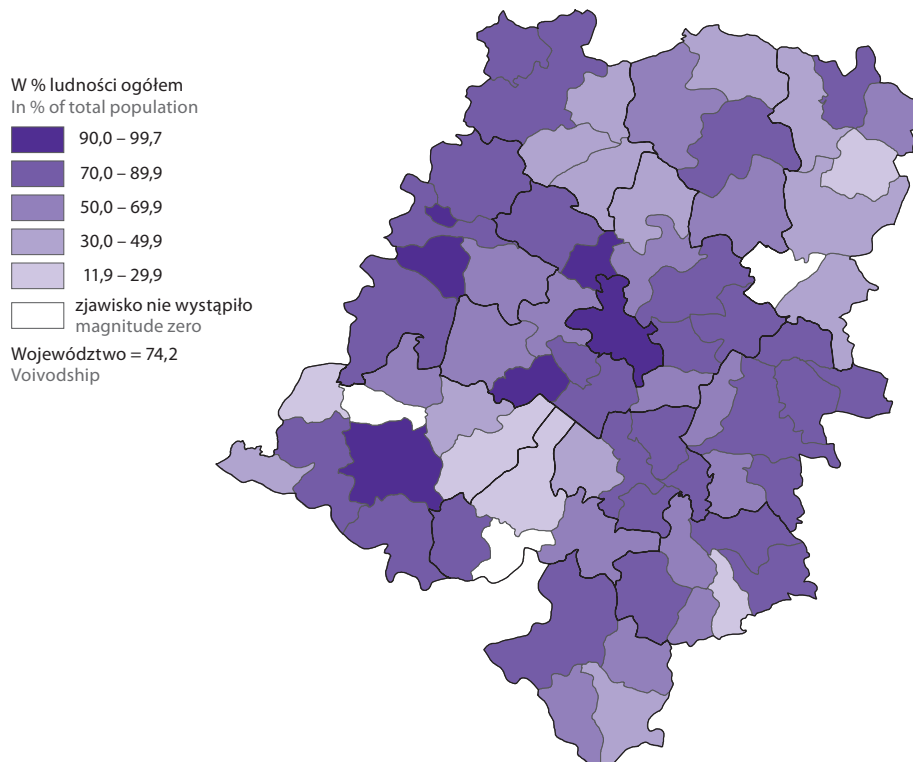 W % ludności ogółem
In % of total population
90,0 – 99,7
70,0 – 89,9
50,0 – 69,9
30,0 – 49,9
11,9 – 29,9
zjawisko nie wystąpiło
magnitude zero
Województwo = 74,2
Voivodship